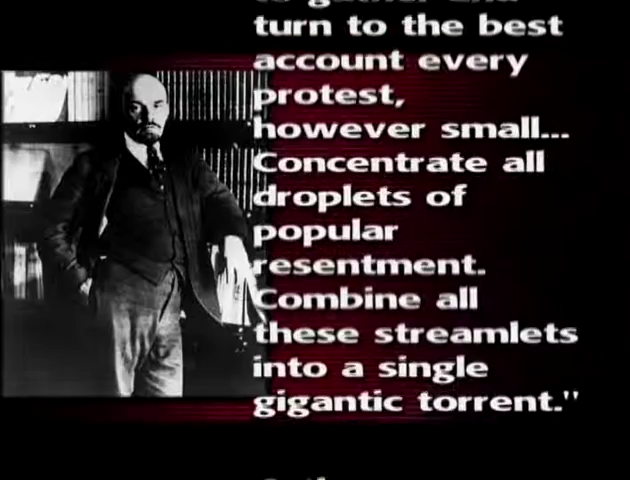 turn to the best
account every
protest,
however small...
Concentrate all
droplets of
popular
resentment.
Combine all
these streamlets
into a single
gigantic torrent."